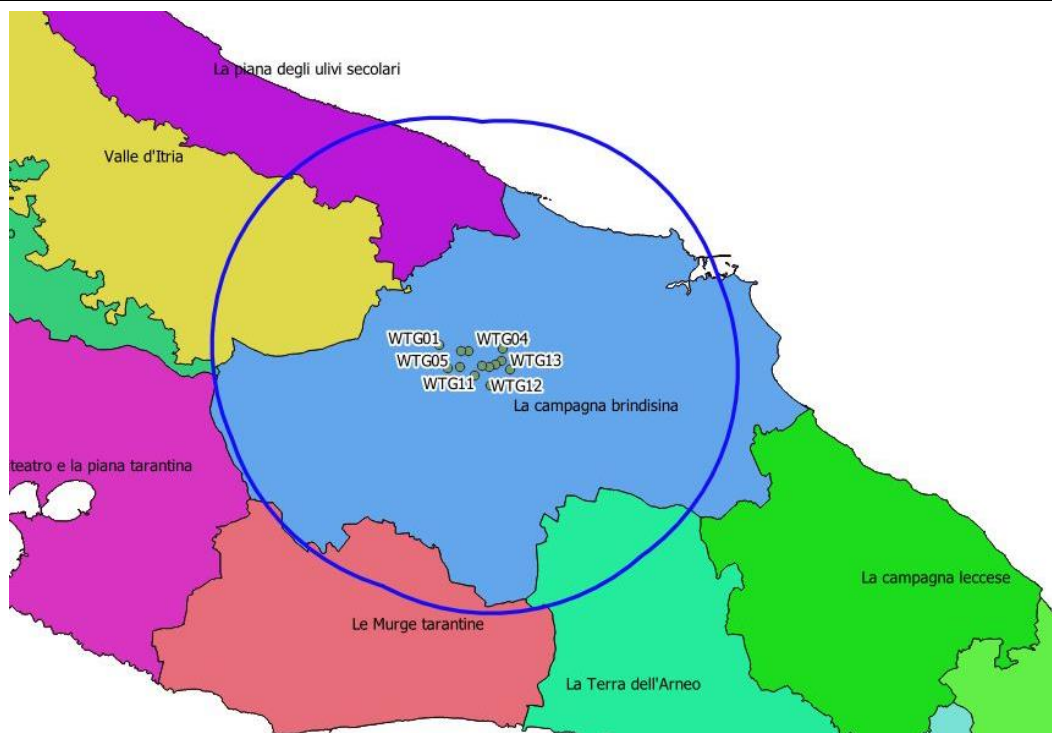 La piana degli ulivi secolari
Valle d'Itria
WTG01
WTG04
WTG05
WTG13
WTG11
WTG12
La campagna brindisina
teatro e la piana tarantina
La campagna leccese
Le Murge tarantine
La Terra dell'Arneo